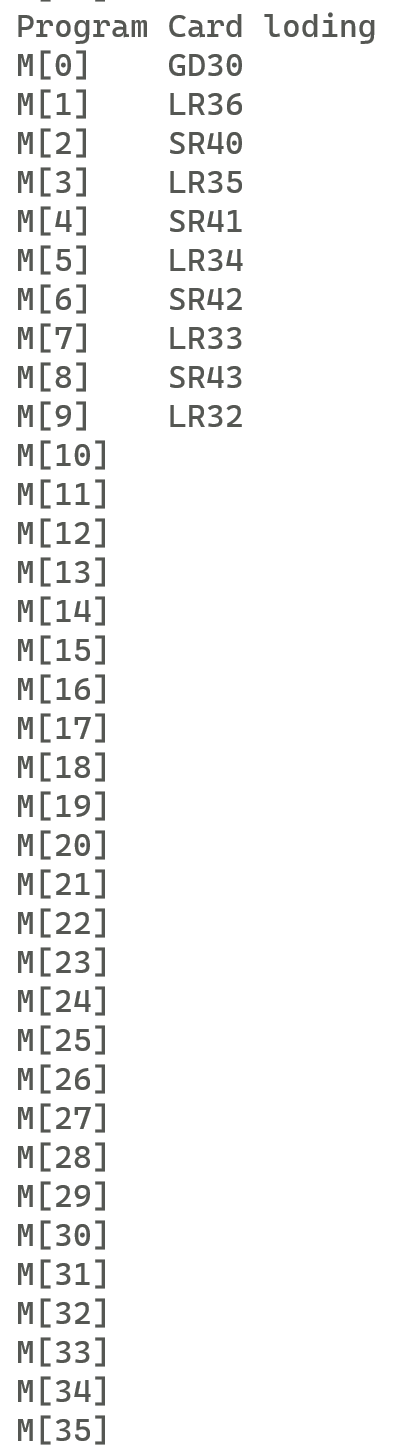 Program Card loding
M[0]    GD30
M[1]    LR36
M[2]    SR40
M[3]    LR35
M[4]    SR41
M[5]    LR34
M[6]    SR42
M[7]    LR33
M[8]    SR43
M[9]    LR32
M[10]
M[11]
M[12]
M[13]
M[14]
M[15]
M[16]
M[17]
M[18]
M[19]
M[20]
M[21]
M[22]
M[23]
M[24]
M[25]
M[26]
M[27]
M[28]
M[29]
M[30]
M[31]
M[32]
M[33]
M[34]
M[35]